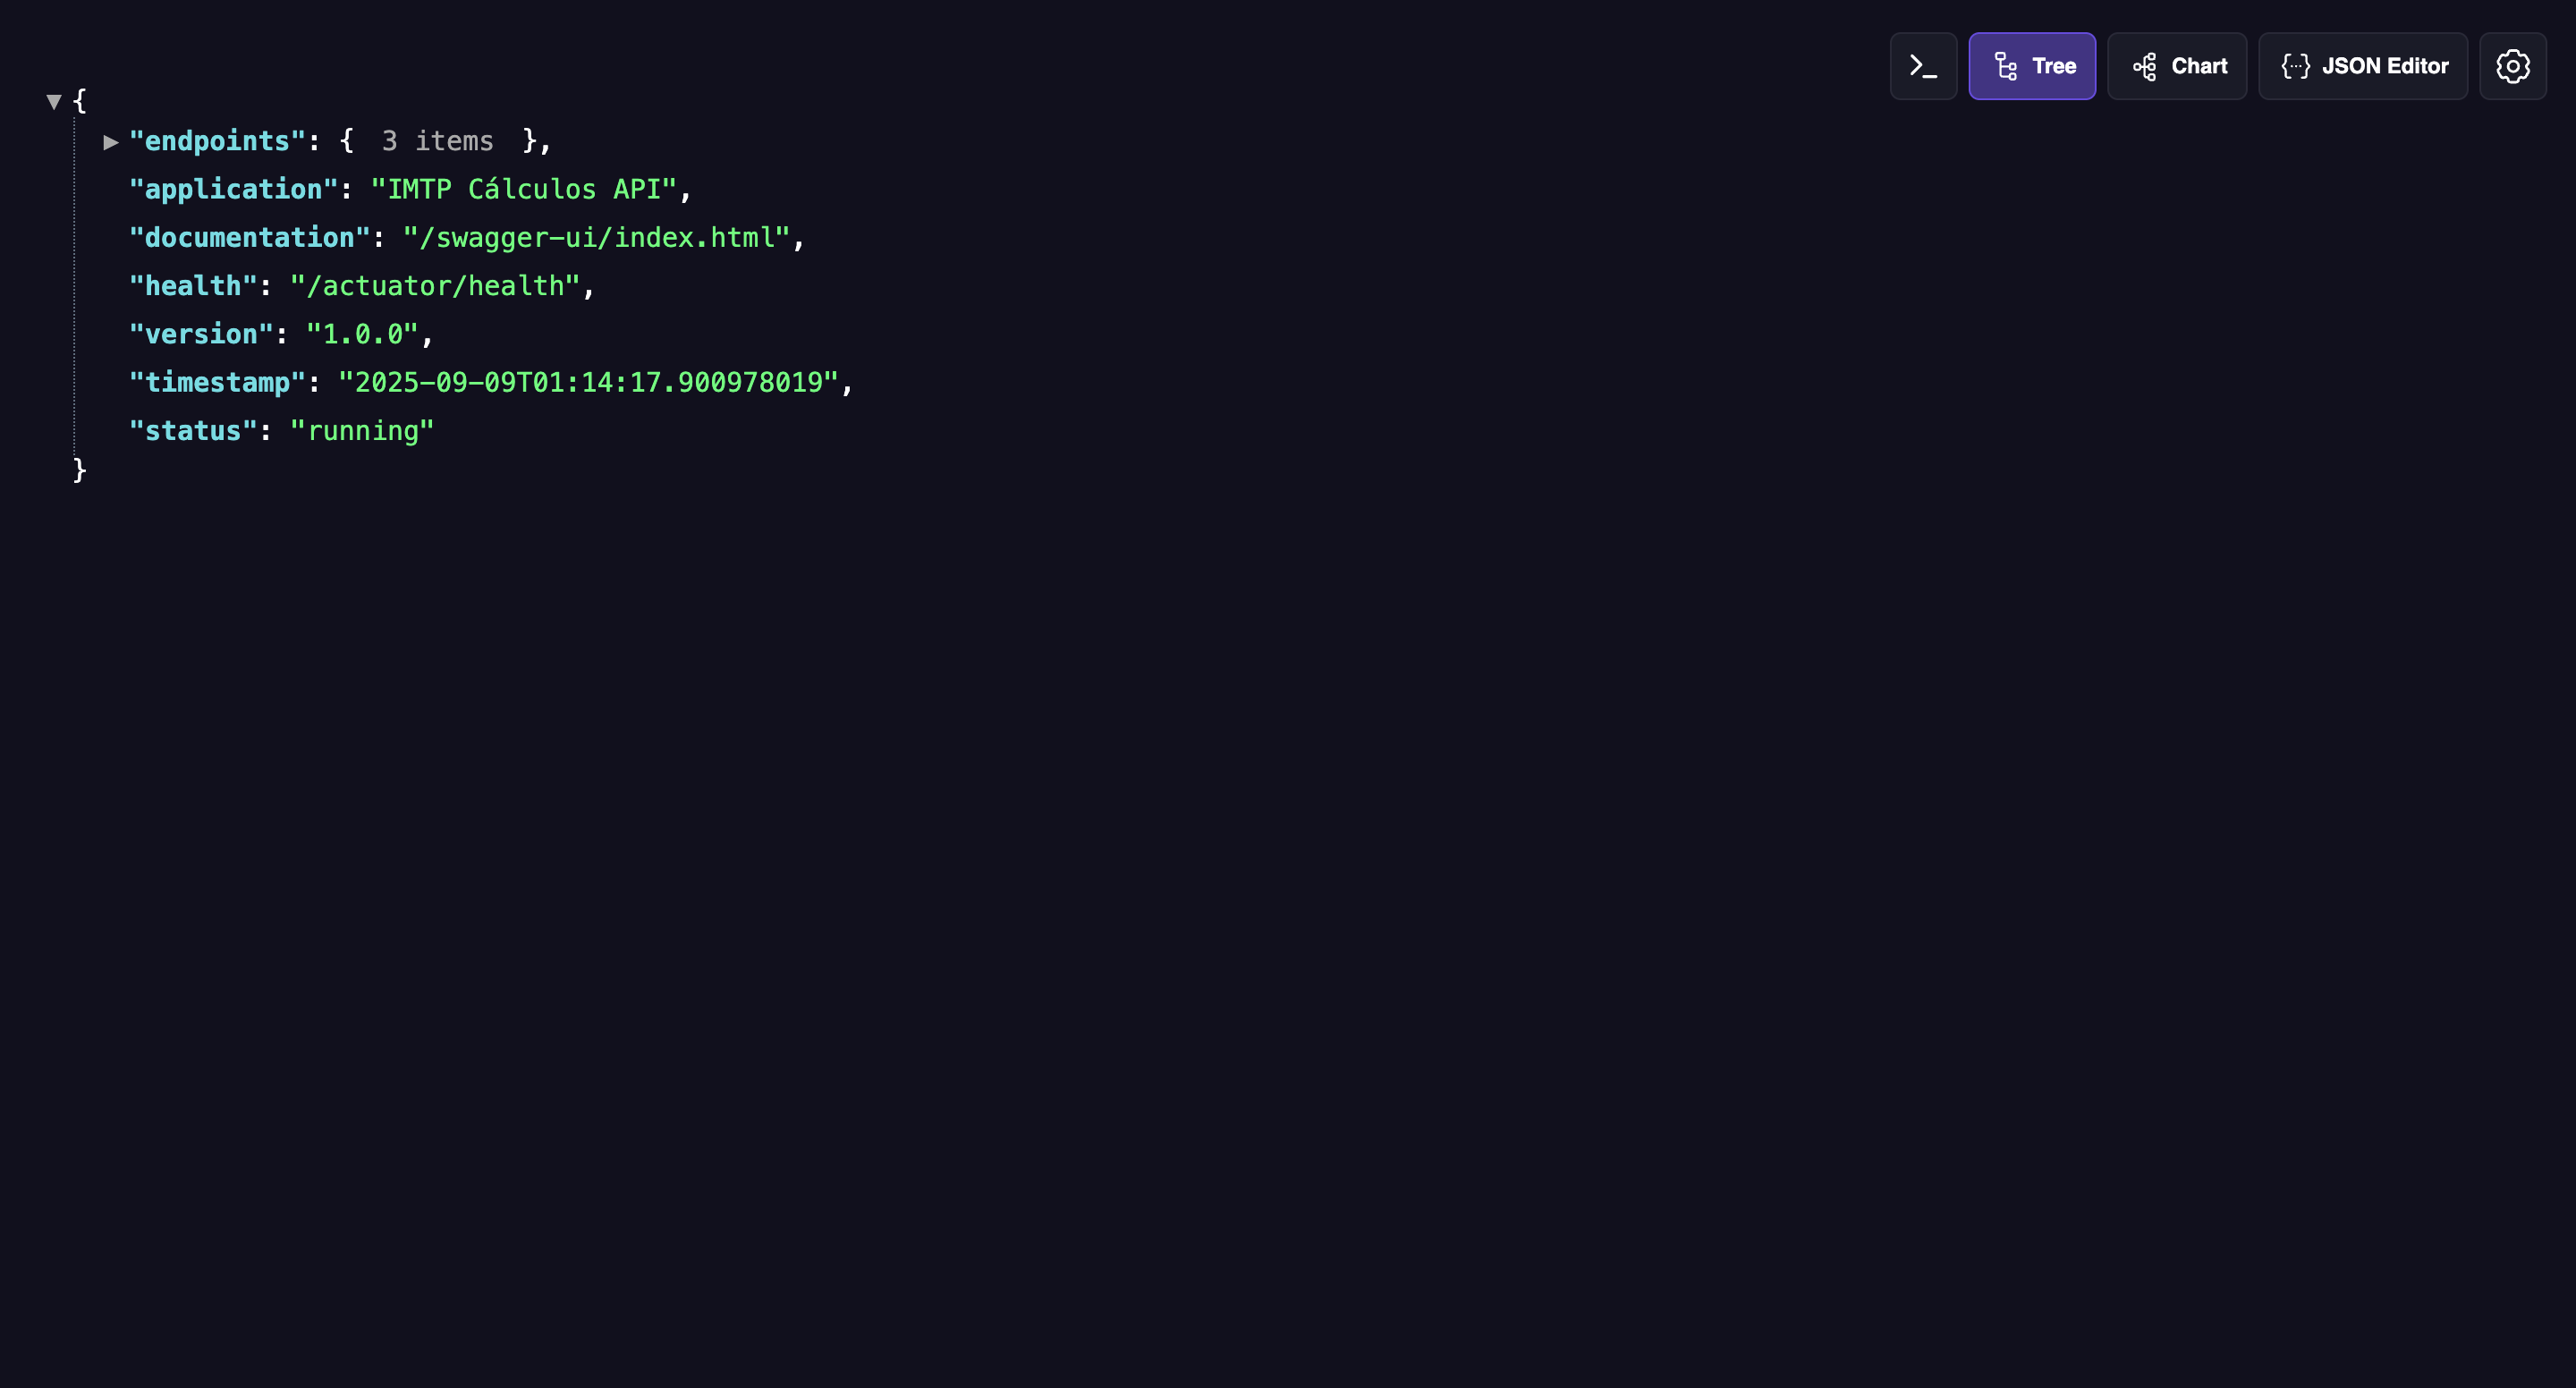 >_ Tree Chart {···} JSON Editor
▼ {
▶ "endpoints": { 3 items },
"application": "IMTP Cálculos API",
"documentation": "/swagger-ui/index.html",
"health": "/actuator/health",
"version": "1.0.0",
"timestamp": "2025-09-09T01:14:17.900978019",
"status": "running"
}